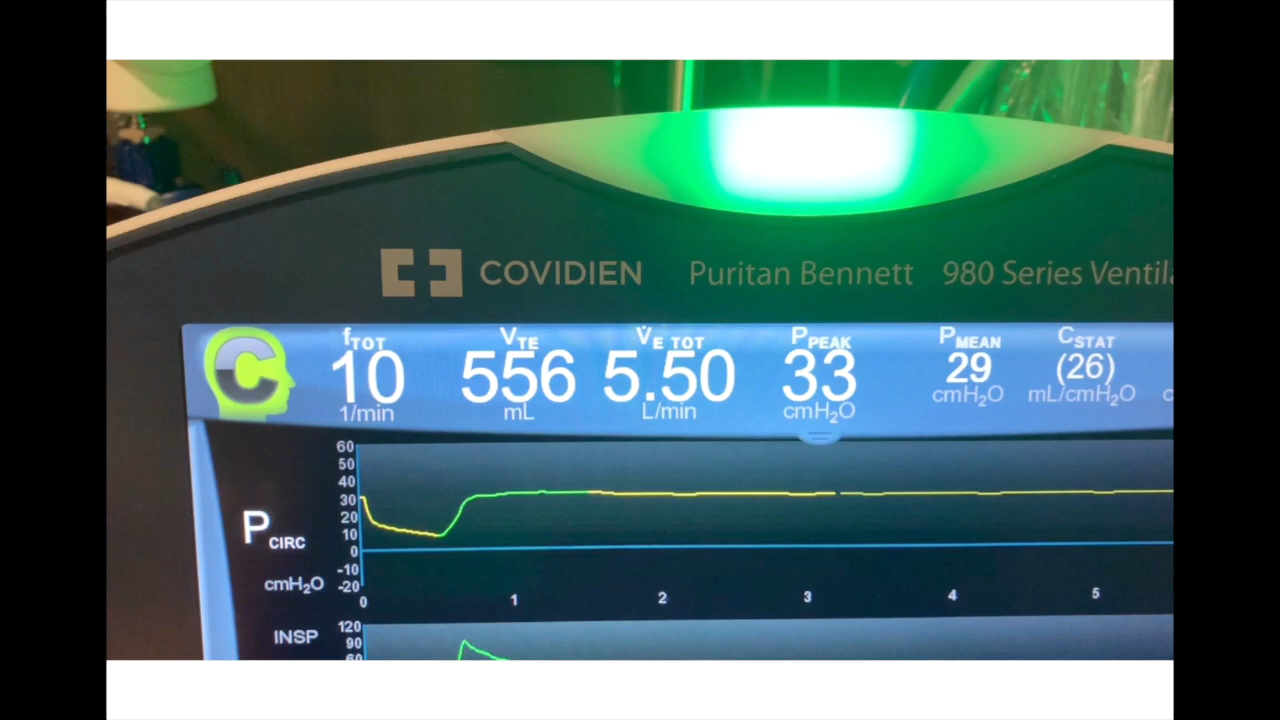 COVIDIEN Puritan Bennett 980 Series
fTOT VTE V̇E TOT PPEAK PMEAN CSTAT
10 556 5.50 33 29 (26)
1/min mL L/min cmH2O cmH2O mL/cmH2O
60
50
40
30
20
10
0
-10
-20
PCIRC
cmH2O
0 1 2 3 4 5
INSP
120
90
60